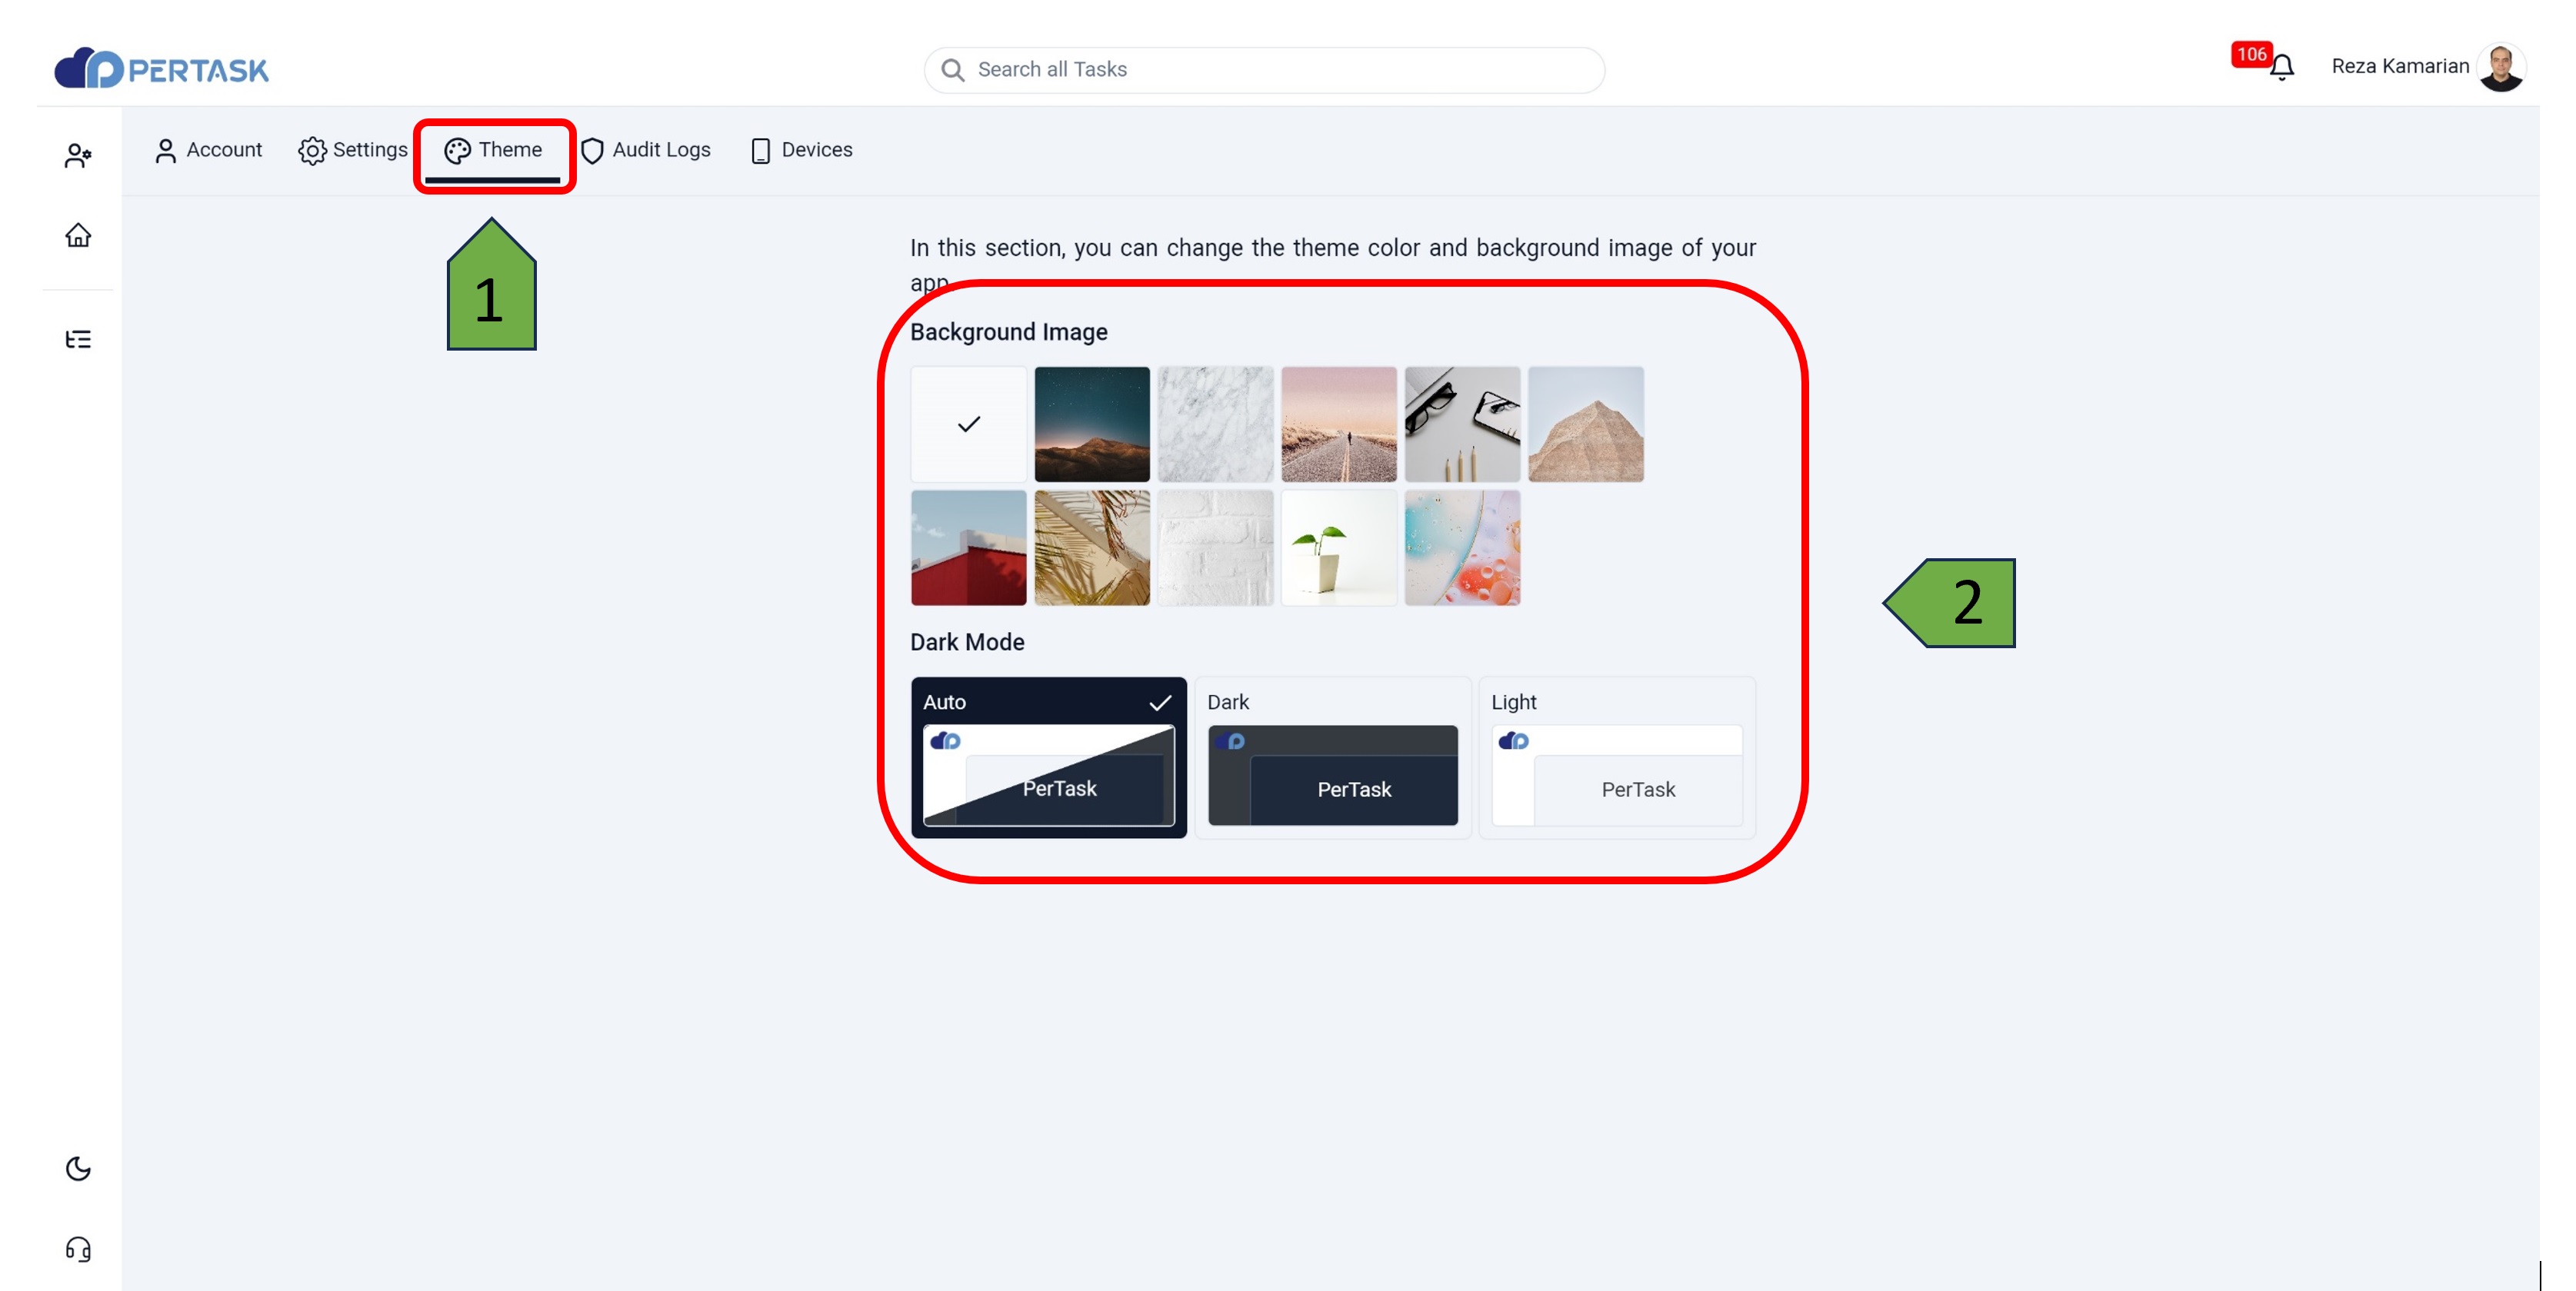 PERTASK
Search all Tasks
106
Reza Kamarian
Account
Settings
Theme
Audit Logs
Devices
1
In this section, you can change the theme color and background image of your
app.
Background Image
2
Dark Mode
Auto
Dark
Light
PerTask
PerTask
PerTask